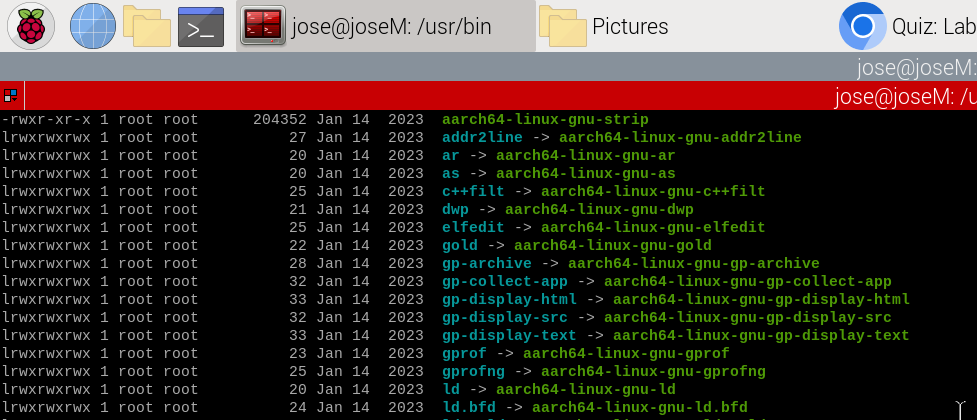 jose@joseM: /usr/bin Pictures Quiz: Lab
jose@joseM:
jose@joseM: /u
-rwxr-xr-x 1 root root 204352 Jan 14 2023 aarch64-linux-gnu-strip
lrwxrwxrwx 1 root root 27 Jan 14 2023 addr2line -> aarch64-linux-gnu-addr2line
lrwxrwxrwx 1 root root 20 Jan 14 2023 ar -> aarch64-linux-gnu-ar
lrwxrwxrwx 1 root root 20 Jan 14 2023 as -> aarch64-linux-gnu-as
lrwxrwxrwx 1 root root 25 Jan 14 2023 c++filt -> aarch64-linux-gnu-c++filt
lrwxrwxrwx 1 root root 21 Jan 14 2023 dwp -> aarch64-linux-gnu-dwp
lrwxrwxrwx 1 root root 25 Jan 14 2023 elfedit -> aarch64-linux-gnu-elfedit
lrwxrwxrwx 1 root root 22 Jan 14 2023 gold -> aarch64-linux-gnu-gold
lrwxrwxrwx 1 root root 28 Jan 14 2023 gp-archive -> aarch64-linux-gnu-gp-archive
lrwxrwxrwx 1 root root 32 Jan 14 2023 gp-collect-app -> aarch64-linux-gnu-gp-collect-app
lrwxrwxrwx 1 root root 33 Jan 14 2023 gp-display-html -> aarch64-linux-gnu-gp-display-html
lrwxrwxrwx 1 root root 32 Jan 14 2023 gp-display-src -> aarch64-linux-gnu-gp-display-src
lrwxrwxrwx 1 root root 33 Jan 14 2023 gp-display-text -> aarch64-linux-gnu-gp-display-text
lrwxrwxrwx 1 root root 23 Jan 14 2023 gprof -> aarch64-linux-gnu-gprof
lrwxrwxrwx 1 root root 25 Jan 14 2023 gprofng -> aarch64-linux-gnu-gprofng
lrwxrwxrwx 1 root root 20 Jan 14 2023 ld -> aarch64-linux-gnu-ld
lrwxrwxrwx 1 root root 24 Jan 14 2023 ld.bfd -> aarch64-linux-gnu-ld.bfd